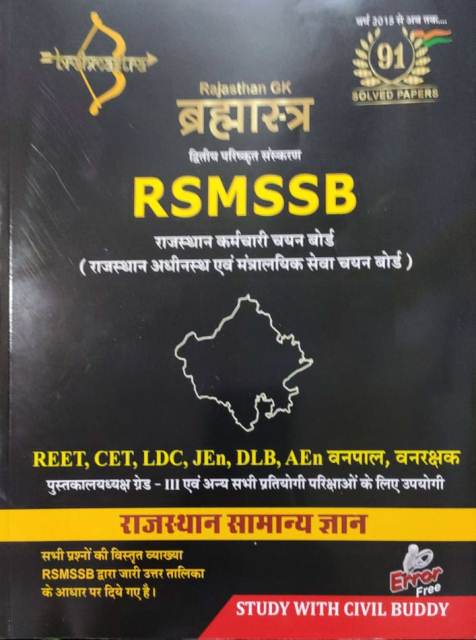 वर्ष 2013 से अब तक....
91
SOLVED PAPERS
Rajasthan GK
ब्रह्मास्त्र
द्वितीय परिष्कृत संस्करण
RSMSSB
राजस्थान कर्मचारी चयन बोर्ड
( राजस्थान अधीनस्थ एवं मंत्रालयिक सेवा चयन बोर्ड )
REET, CET, LDC, JEn, DLB, AEn वनपाल, वनरक्षक
पुस्तकालयध्यक्ष ग्रेड - III एवं अन्य सभी प्रतियोगी परिक्षाओं के लिए उपयोगी
राजस्थान सामान्य ज्ञान
सभी प्रश्नों की विस्तृत व्याख्या
RSMSSB द्वारा जारी उत्तर तालिका
के आधार पर दिये गए है।
Error
Free
STUDY WITH CIVIL BUDDY